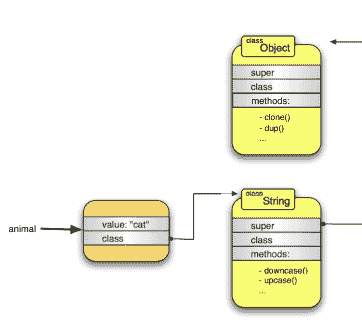 class
Object
super
class
methods:
- clone()
- dup()
...
class
String
animal
value: "cat"
class
super
class
methods:
- downcase()
- upcase()
...